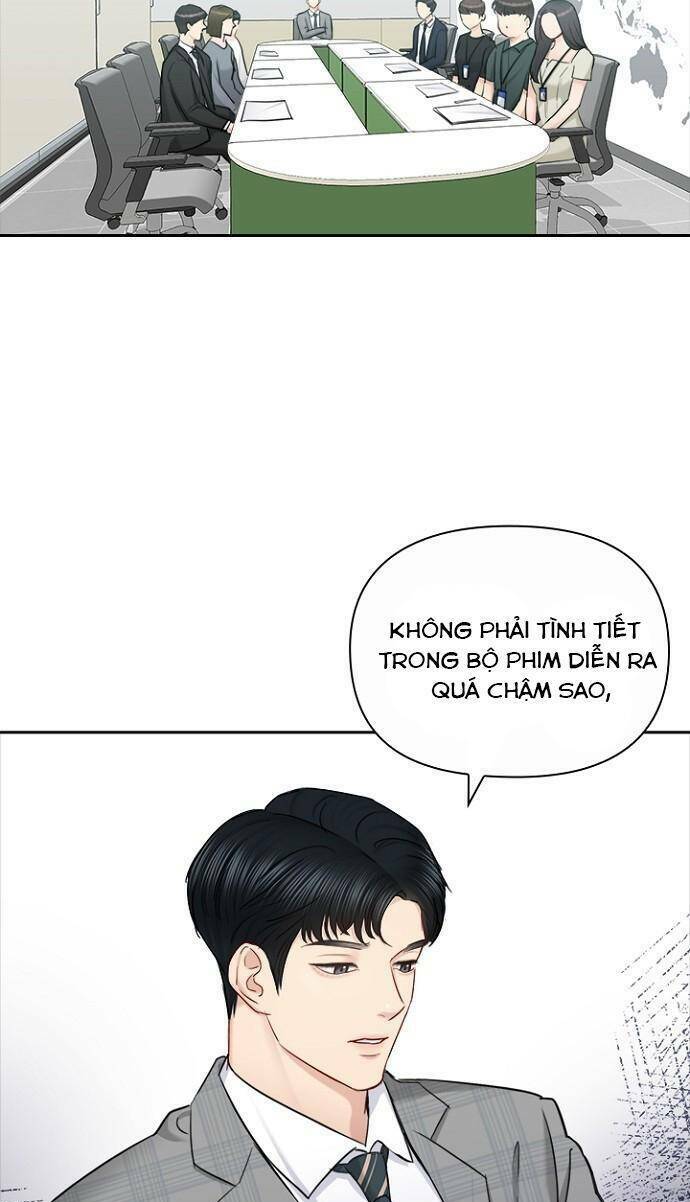 KHÔNG PHẢI TÌNH TIẾT
TRONG BỘ PHIM DIỄN RA
QUÁ CHẬM SAO,